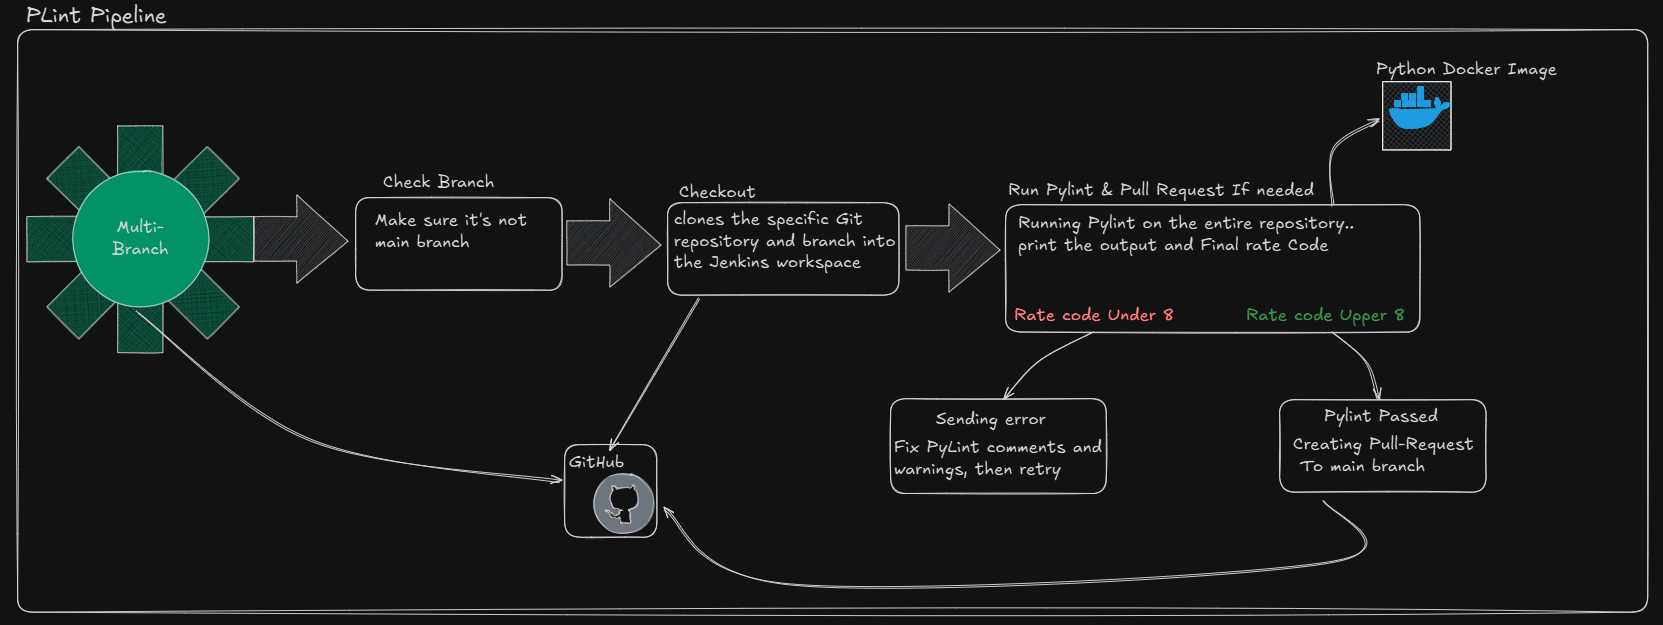 PLint Pipeline
Python Docker Image
Multi-
Branch
Check Branch
Make sure it's not
main branch
Checkout
clones the specific Git
repository and branch into
the Jenkins workspace
Run Pylint & Pull Request If needed
Running Pylint on the entire repository..
print the output and Final rate Code
Rate code Under 8
Rate code Upper 8
GitHub
Sending error
Fix PyLint comments and
warnings, then retry
Pylint Passed
Creating Pull-Request
To main branch